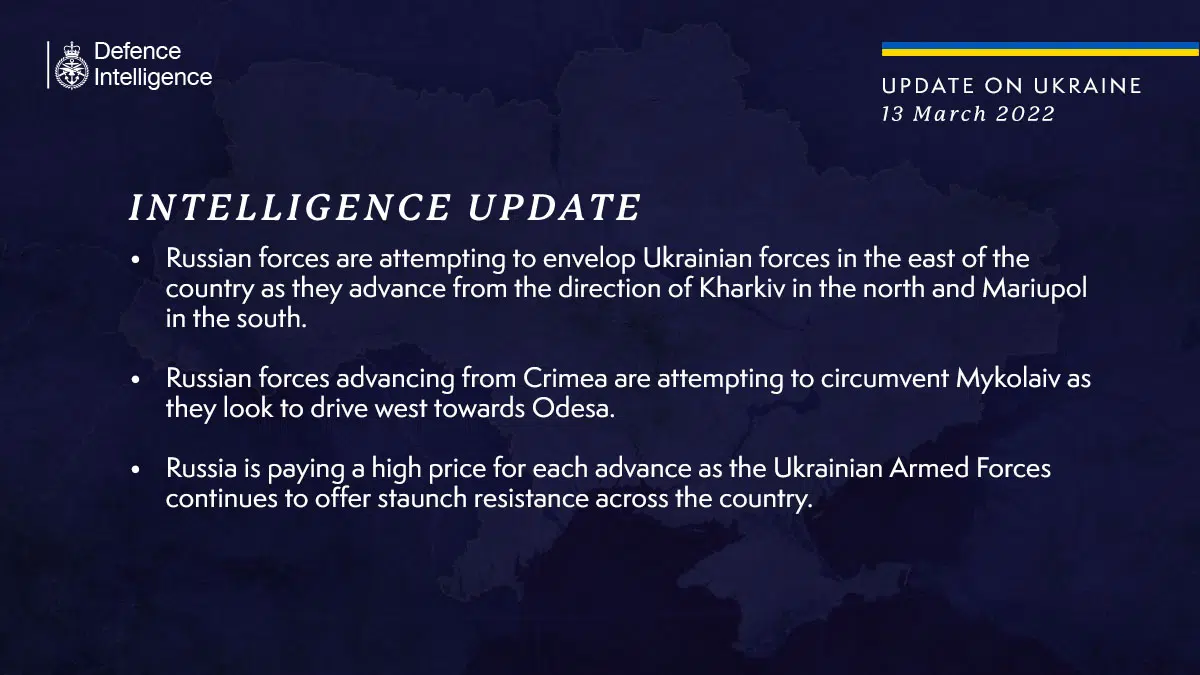 Defence
Intelligence
UPDATE ON UKRAINE
13 March 2022
INTELLIGENCE UPDATE
• Russian forces are attempting to envelop Ukrainian forces in the east of the
country as they advance from the direction of Kharkiv in the north and Mariupol
in the south.
• Russian forces advancing from Crimea are attempting to circumvent Mykolaiv as
they look to drive west towards Odesa.
• Russia is paying a high price for each advance as the Ukrainian Armed Forces
continues to offer staunch resistance across the country.